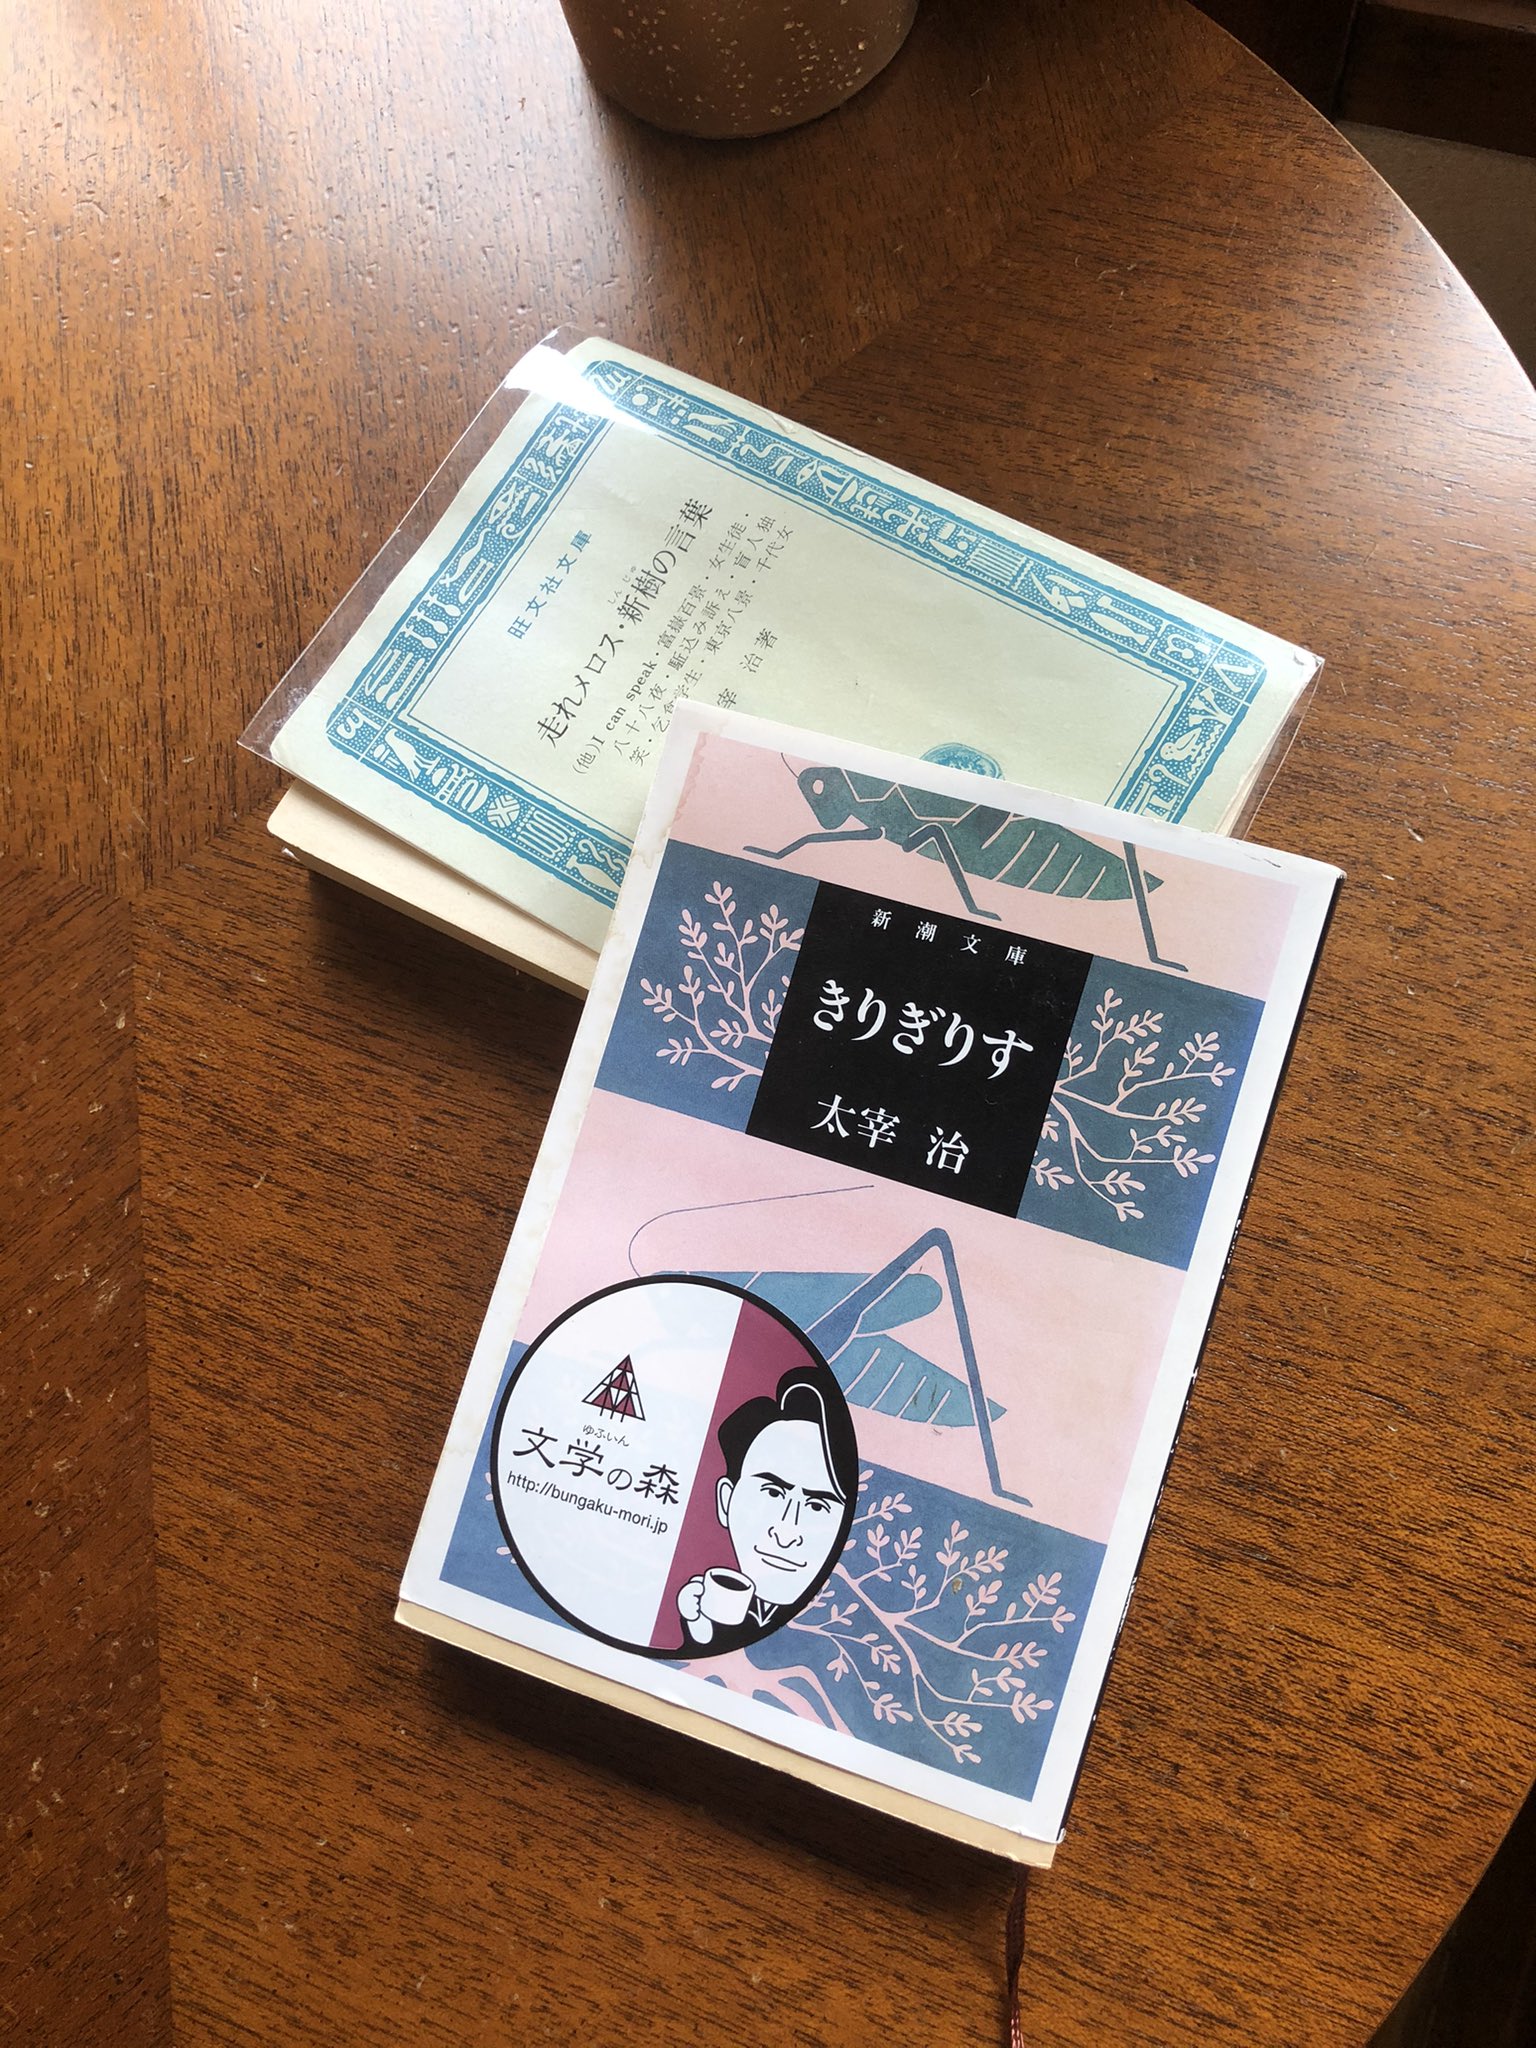 旺文社文庫
走れメロス・新樹の言葉
しんじゅ
(他)I can speak・富嶽百景・女生徒・
八十八夜・駈込み訴え・盲人独
笑・乞食学生・東京八景・千代女
宰治著
新潮文庫
きりぎりす
太宰 治
ゆふいん
文学の森
http://bungaku-mori.jp